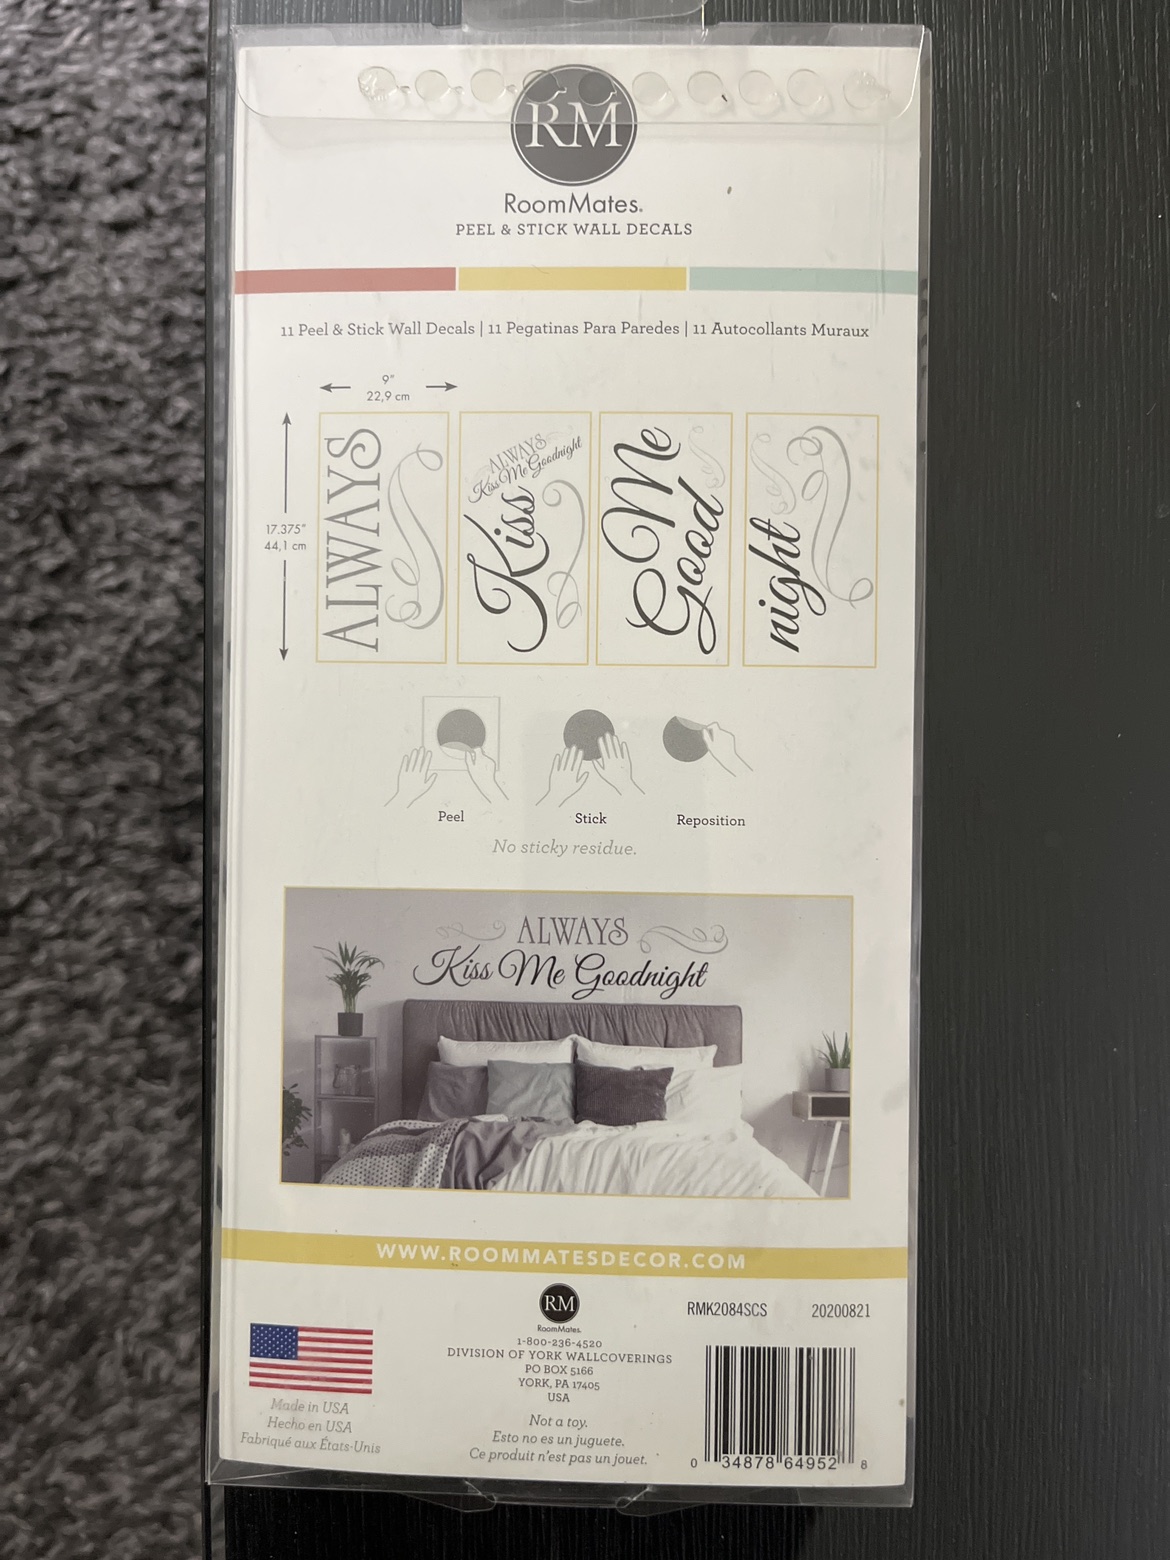 RM
RoomMates.
PEEL & STICK WALL DECALS
11 Peel & Stick Wall Decals | 11 Pegatinas Para Paredes | 11 Autocollants Muraux
9"
22,9 cm
17.375"
44,1 cm
ALWAYS
ALWAYS
Kiss Me Goodnight
Kiss
Me
Good
night
Peel
Stick
Reposition
No sticky residue.
ALWAYS
Kiss Me Goodnight
WWW.ROOMMATESDECOR.COM
RM
RoomMates.
1-800-236-4520
DIVISION OF YORK WALLCOVERINGS
PO BOX 5166
YORK, PA 17405
USA
Not a toy.
Esto no es un juguete.
Ce produit n'est pas un jouet.
Made in USA
Hecho en USA
Fabriqué aux États-Unis
RMK2084SCS 20200821
0 34878 64952 8